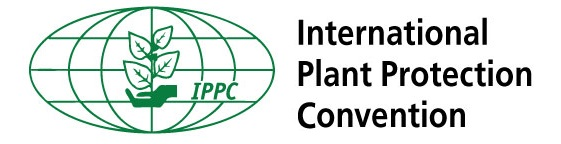 IPPC
International
Plant Protection
Convention